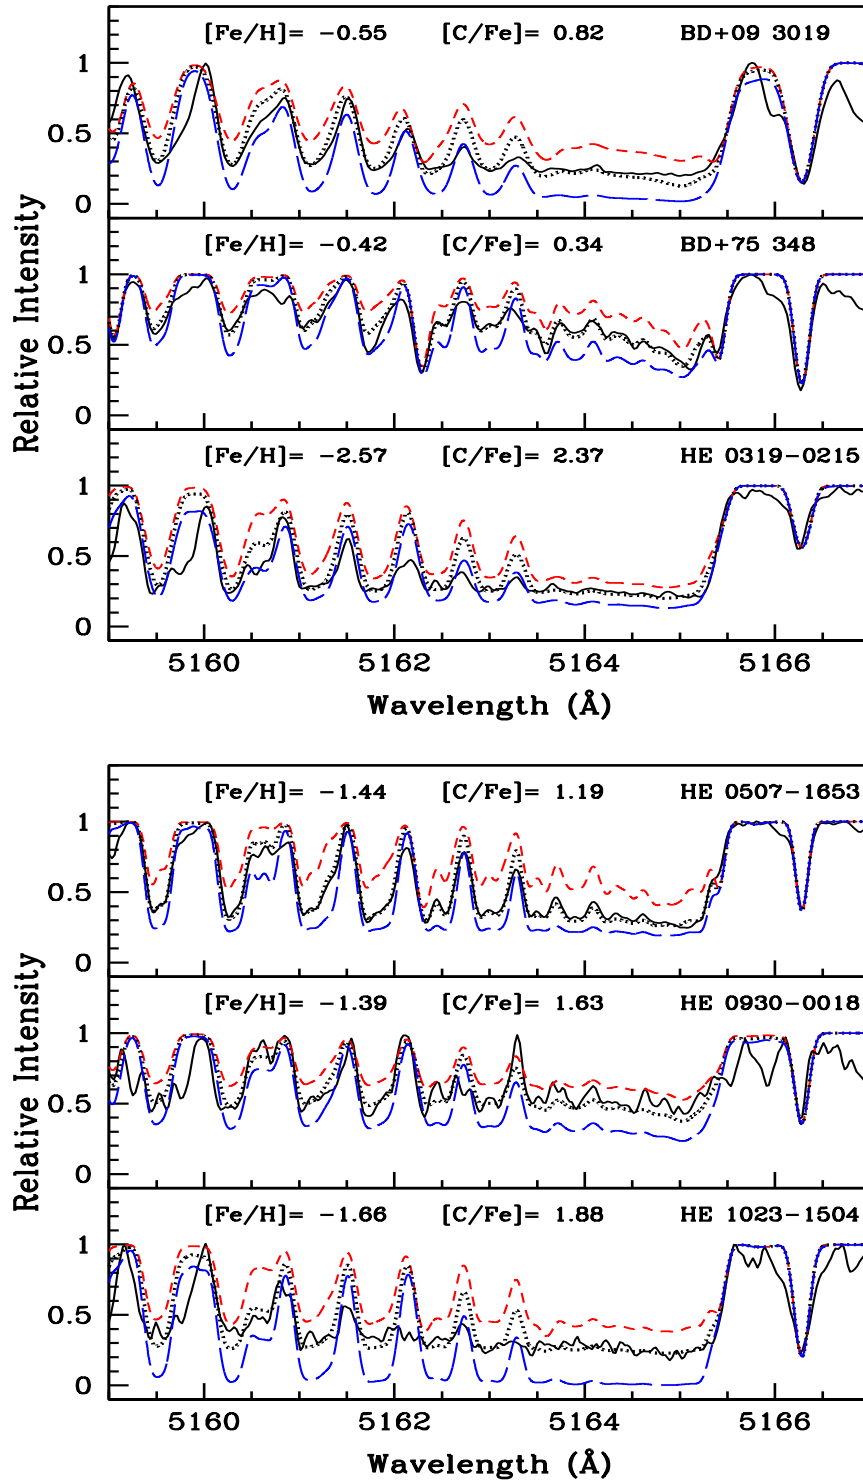 [Fe/H]= −0.55 [C/Fe]= 0.82 BD+09 3019
1
0.5
0
[Fe/H]= −0.42 [C/Fe]= 0.34 BD+75 348
1
0.5
0
[Fe/H]= −2.57 [C/Fe]= 2.37 HE 0319−0215
1
0.5
0
Relative Intensity
5160 5162 5164 5166
Wavelength (Å)
[Fe/H]= −1.44 [C/Fe]= 1.19 HE 0507−1653
1
0.5
0
[Fe/H]= −1.39 [C/Fe]= 1.63 HE 0930−0018
1
0.5
0
[Fe/H]= −1.66 [C/Fe]= 1.88 HE 1023−1504
1
0.5
0
Relative Intensity
5160 5162 5164 5166
Wavelength (Å)